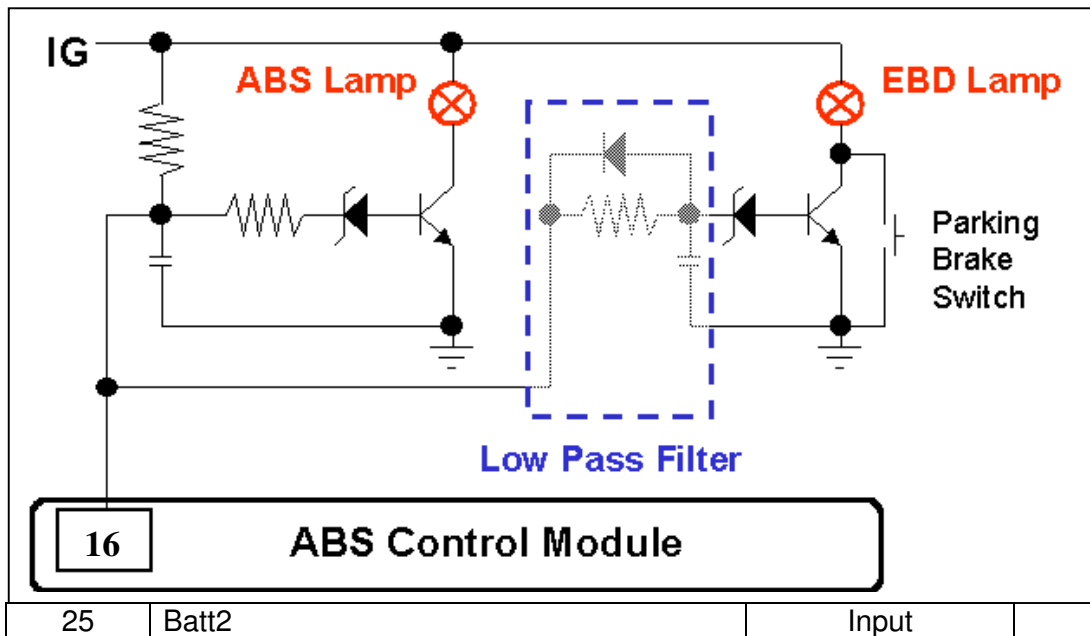 IG
ABS Lamp
EBD Lamp
Parking
Brake
Switch
Low Pass Filter
16
ABS Control Module
25 Batt2 Input